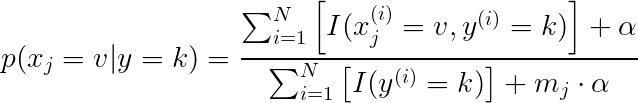 p(x_j = v|y = k) = \frac{\sum_{i=1}^{N} \left[ I(x_j^{(i)} = v, y^{(i)} = k) \right] + \alpha}{\sum_{i=1}^{N} \left[ I(y^{(i)} = k) \right] + m_j \cdot \alpha}